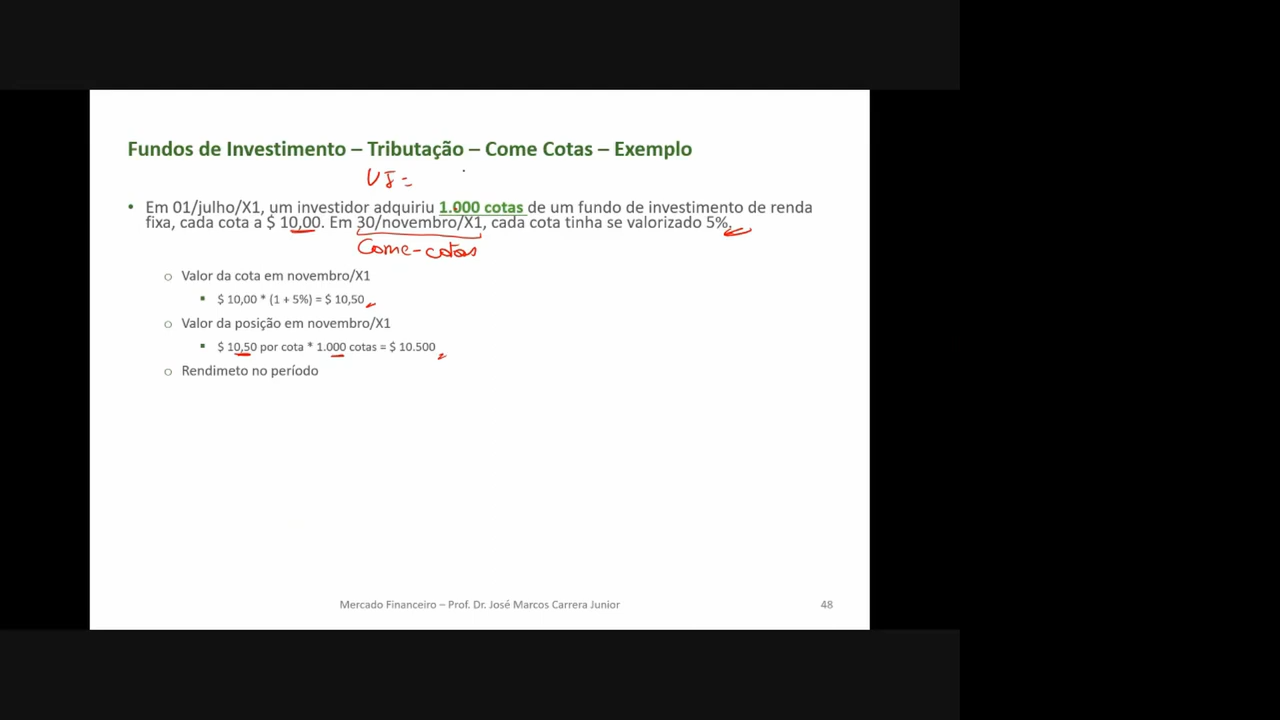 Fundos de Investimento – Tributação – Come Cotas – Exemplo
VI =
• Em 01/julho/X1, um investidor adquiriu 1.000 cotas de um fundo de investimento de renda
fixa, cada cota a $ 10,00. Em 30/novembro/X1, cada cota tinha se valorizado 5%.
Come-cotas
o Valor da cota em novembro/X1
▪ $ 10,00 * (1 + 5%) = $ 10,50
o Valor da posição em novembro/X1
▪ $ 10,50 por cota * 1.000 cotas = $ 10.500
o Rendimeto no período
Mercado Financeiro – Prof. Dr. José Marcos Carrera Junior
48